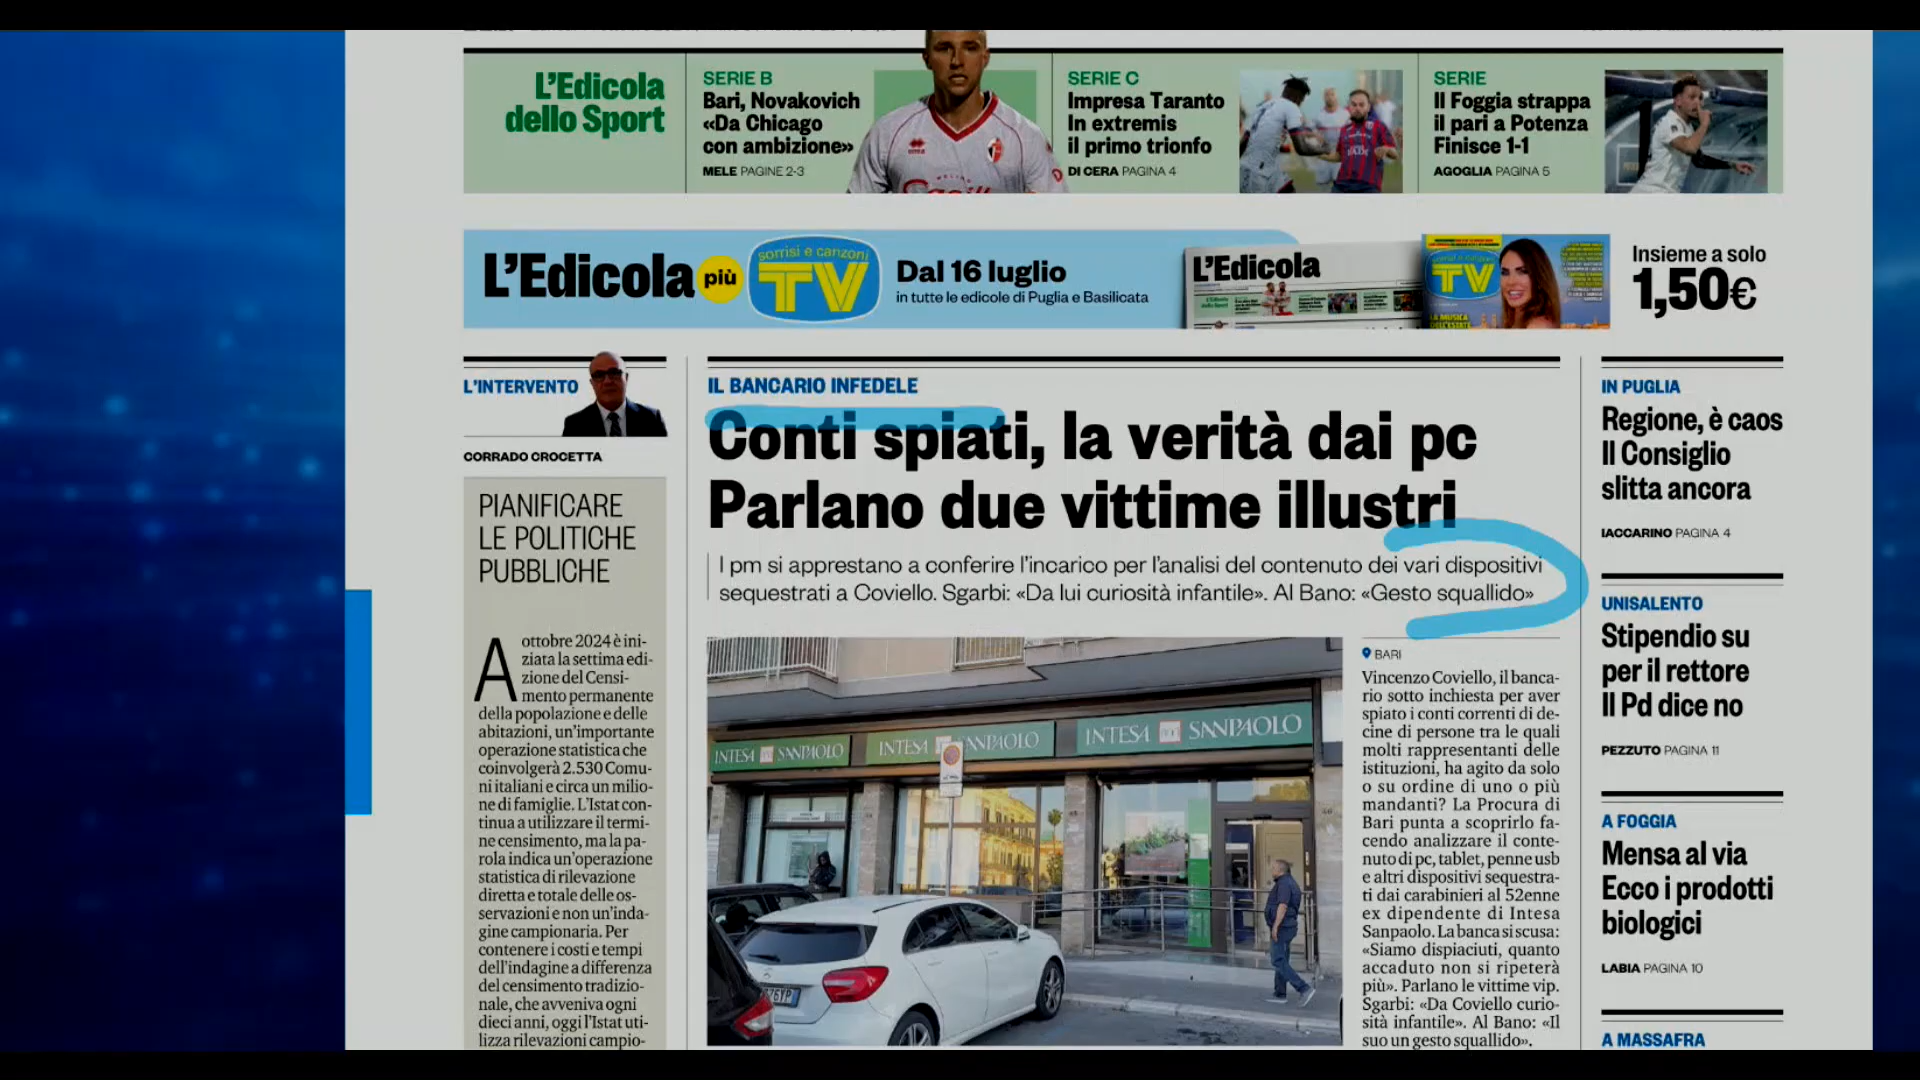 L'Edicola
dello Sport
SERIE B
Bari, Novakovich
«Da Chicago
con ambizione»
MELE PAGINE 2-3
SERIE C
Impresa Taranto
In extremis
il primo trionfo
DI CERA PAGINA 4
SERIE
Il Foggia strappa
il pari a Potenza
Finisce 1-1
AGOGLIA PAGINA 5
L'Edicola più
sorrisi e canzoni
TV
Dal 16 luglio
in tutte le edicole di Puglia e Basilicata
L'Edicola
TV
Insieme a solo
1,50€
L'INTERVENTO
CORRADO CROCETTA
PIANIFICARE
LE POLITICHE
PUBBLICHE
A ottobre 2024 è ini-
ziata la settima edi-
zione del Censi-
mento permanente
della popolazione e delle
abitazioni, un'importante
operazione statistica che
coinvolgerà 2.530 Comu-
ni italiani e circa un milio-
ne di famiglie. L'Istat con-
tinua a utilizzare il termi-
ne censimento, ma la pa-
rola indica un'operazione
statistica di rilevazione
diretta e totale delle os-
servazioni e non un'inda-
gine campionaria. Per
contenere i costi e tempi
dell'indagine a differenza
del censimento tradizio-
nale, che avveniva ogni
dieci anni, oggi l'Istat uti-
lizza rilevazioni campio-
IL BANCARIO INFEDELE
Conti spiati, la verità dai pc
Parlano due vittime illustri
I pm si apprestano a conferire l'incarico per l'analisi del contenuto dei vari dispositivi
sequestrati a Coviello. Sgarbi: «Da lui curiosità infantile». Al Bano: «Gesto squallido»
INTESA SANPAOLO
INTESA SANPAOLO
INTESA SANPAOLO
BARI
Vincenzo Coviello, il banca-
rio sotto inchiesta per aver
spiato i conti correnti di de-
cine di persone tra le quali
molti rappresentanti delle
istituzioni, ha agito da solo
o su ordine di uno o più
mandanti? La Procura di
Bari punta a scoprirlo fa-
cendo analizzare il conte-
nuto di pc, tablet, penne usb
e altri dispositivi sequestra-
ti dai carabinieri al 52enne
ex dipendente di Intesa
Sanpaolo. La banca si scusa:
«Siamo dispiaciuti, quanto
accaduto non si ripeterà
più». Parlano le vittime vip.
Sgarbi: «Da Coviello curio-
sità infantile». Al Bano: «Il
suo un gesto squallido».
IN PUGLIA
Regione, è caos
Il Consiglio
slitta ancora
IACCARINO PAGINA 4
UNISALENTO
Stipendio su
per il rettore
Il Pd dice no
PEZZUTO PAGINA 11
A FOGGIA
Mensa al via
Ecco i prodotti
biologici
LABIA PAGINA 10
A MASSAFRA